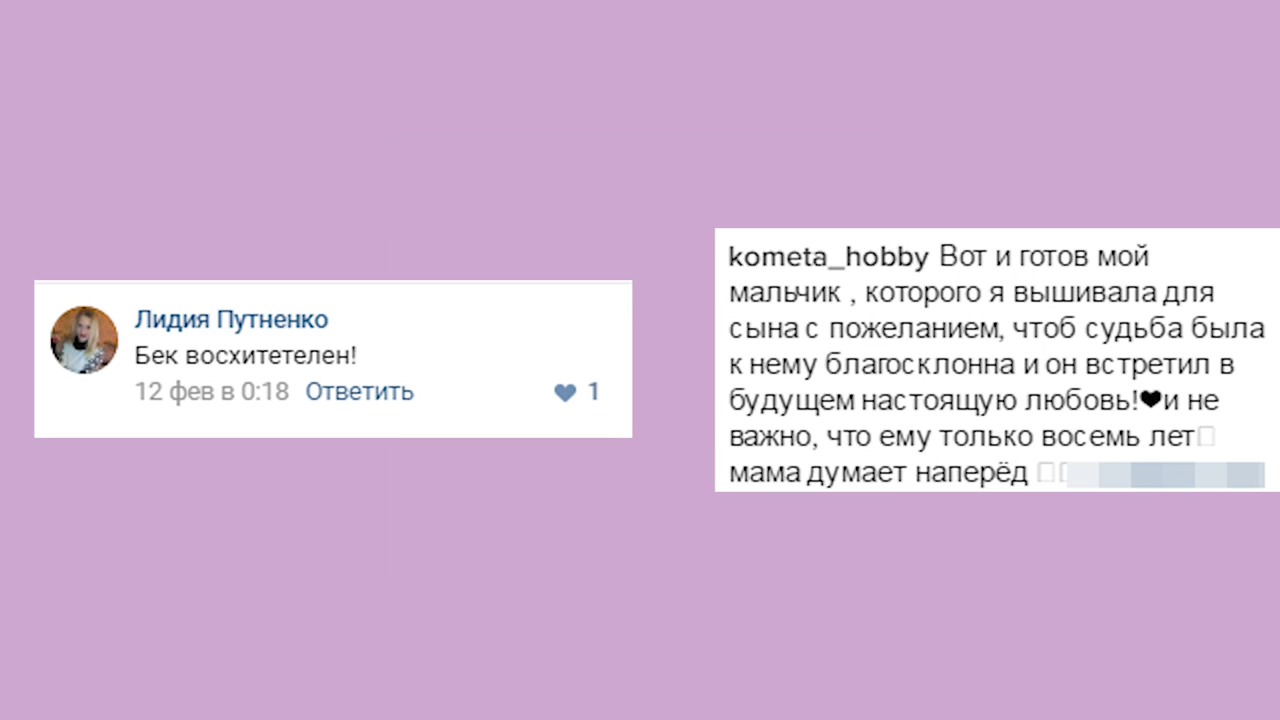 Лидия Путненко
Бек восхитетелен!
12 фев в 0:18 Ответить 1
kometa_hobby Вот и готов мой
мальчик , которого я вышивала для
сына с пожеланием, чтоб судьба была
к нему благосклонна и он встретил в
будущем настоящую любовь!❤и не
важно, что ему только восемь лет
мама думает наперёд